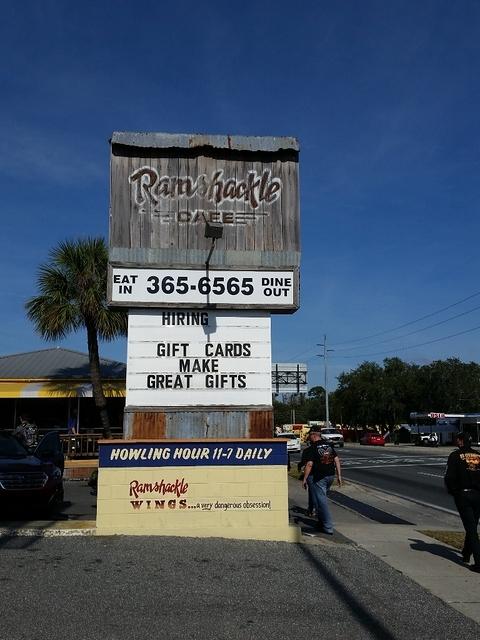 Ramshackle
CAFE
EAT IN 365-6565 DINE OUT
HIRING
GIFT CARDS
MAKE
GREAT GIFTS
HOWLING HOUR 11-7 DAILY
Ramshackle
WINGS...a very dangerous obsession!